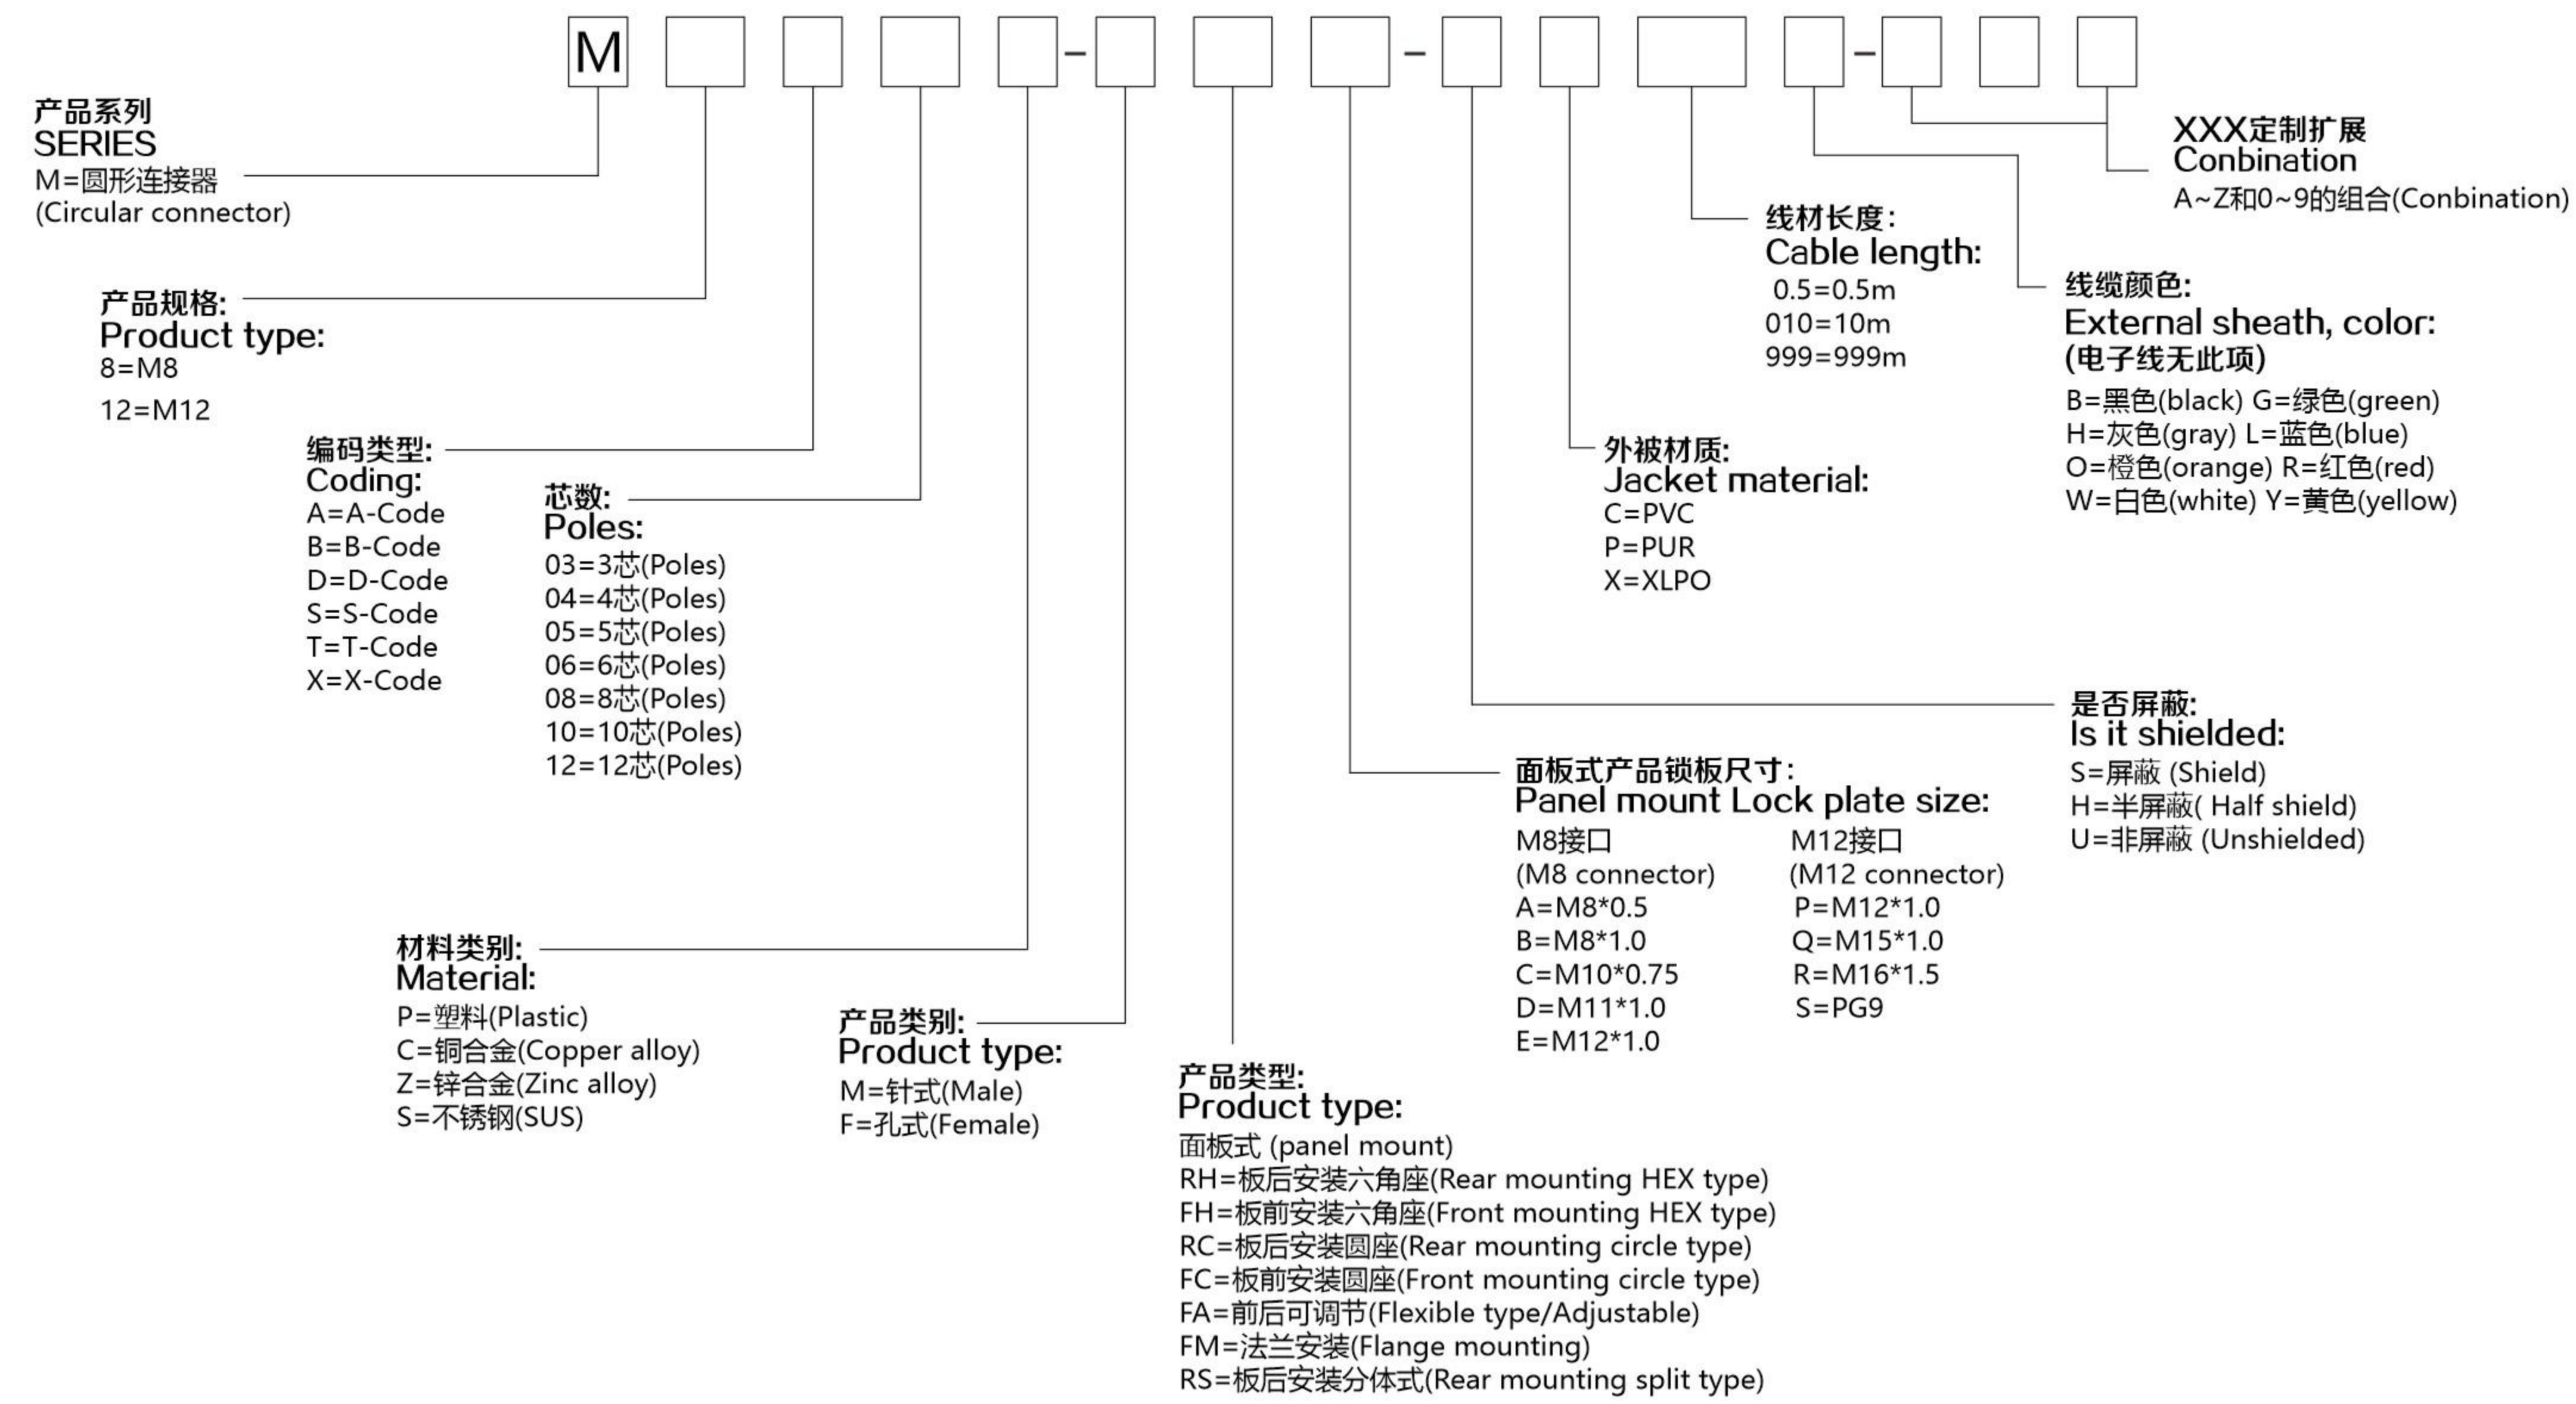 M - - -
产品系列
SERIES
M=圆形连接器
(Circular connector)
XXX定制扩展
Conbination
A~Z和0~9的组合(Conbination)
线材长度:
Cable length:
0.5=0.5m
010=10m
999=999m
线缆颜色:
External sheath, color:
(电子线无此项)
B=黑色(black) G=绿色(green)
H=灰色(gray) L=蓝色(blue)
O=橙色(orange) R=红色(red)
W=白色(white) Y=黄色(yellow)
产品规格:
Product type:
8=M8
12=M12
编码类型:
Coding:
A=A-Code
B=B-Code
D=D-Code
S=S-Code
T=T-Code
X=X-Code
芯数:
Poles:
03=3芯(Poles)
04=4芯(Poles)
05=5芯(Poles)
06=6芯(Poles)
08=8芯(Poles)
10=10芯(Poles)
12=12芯(Poles)
外被材质:
Jacket material:
C=PVC
P=PUR
X=XLPO
是否屏蔽:
Is it shielded:
S=屏蔽 (Shield)
H=半屏蔽( Half shield)
U=非屏蔽 (Unshielded)
面板式产品锁板尺寸:
Panel mount Lock plate size:
M8接口
(M8 connector)
A=M8*0.5
B=M8*1.0
C=M10*0.75
D=M11*1.0
E=M12*1.0
M12接口
(M12 connector)
P=M12*1.0
Q=M15*1.0
R=M16*1.5
S=PG9
材料类别:
Material:
P=塑料(Plastic)
C=铜合金(Copper alloy)
Z=锌合金(Zinc alloy)
S=不锈钢(SUS)
产品类别:
Product type:
M=针式(Male)
F=孔式(Female)
产品类型:
Product type:
面板式 (panel mount)
RH=板后安装六角座(Rear mounting HEX type)
FH=板前安装六角座(Front mounting HEX type)
RC=板后安装圆座(Rear mounting circle type)
FC=板前安装圆座(Front mounting circle type)
FA=前后可调节(Flexible type/Adjustable)
FM=法兰安装(Flange mounting)
RS=板后安装分体式(Rear mounting split type)